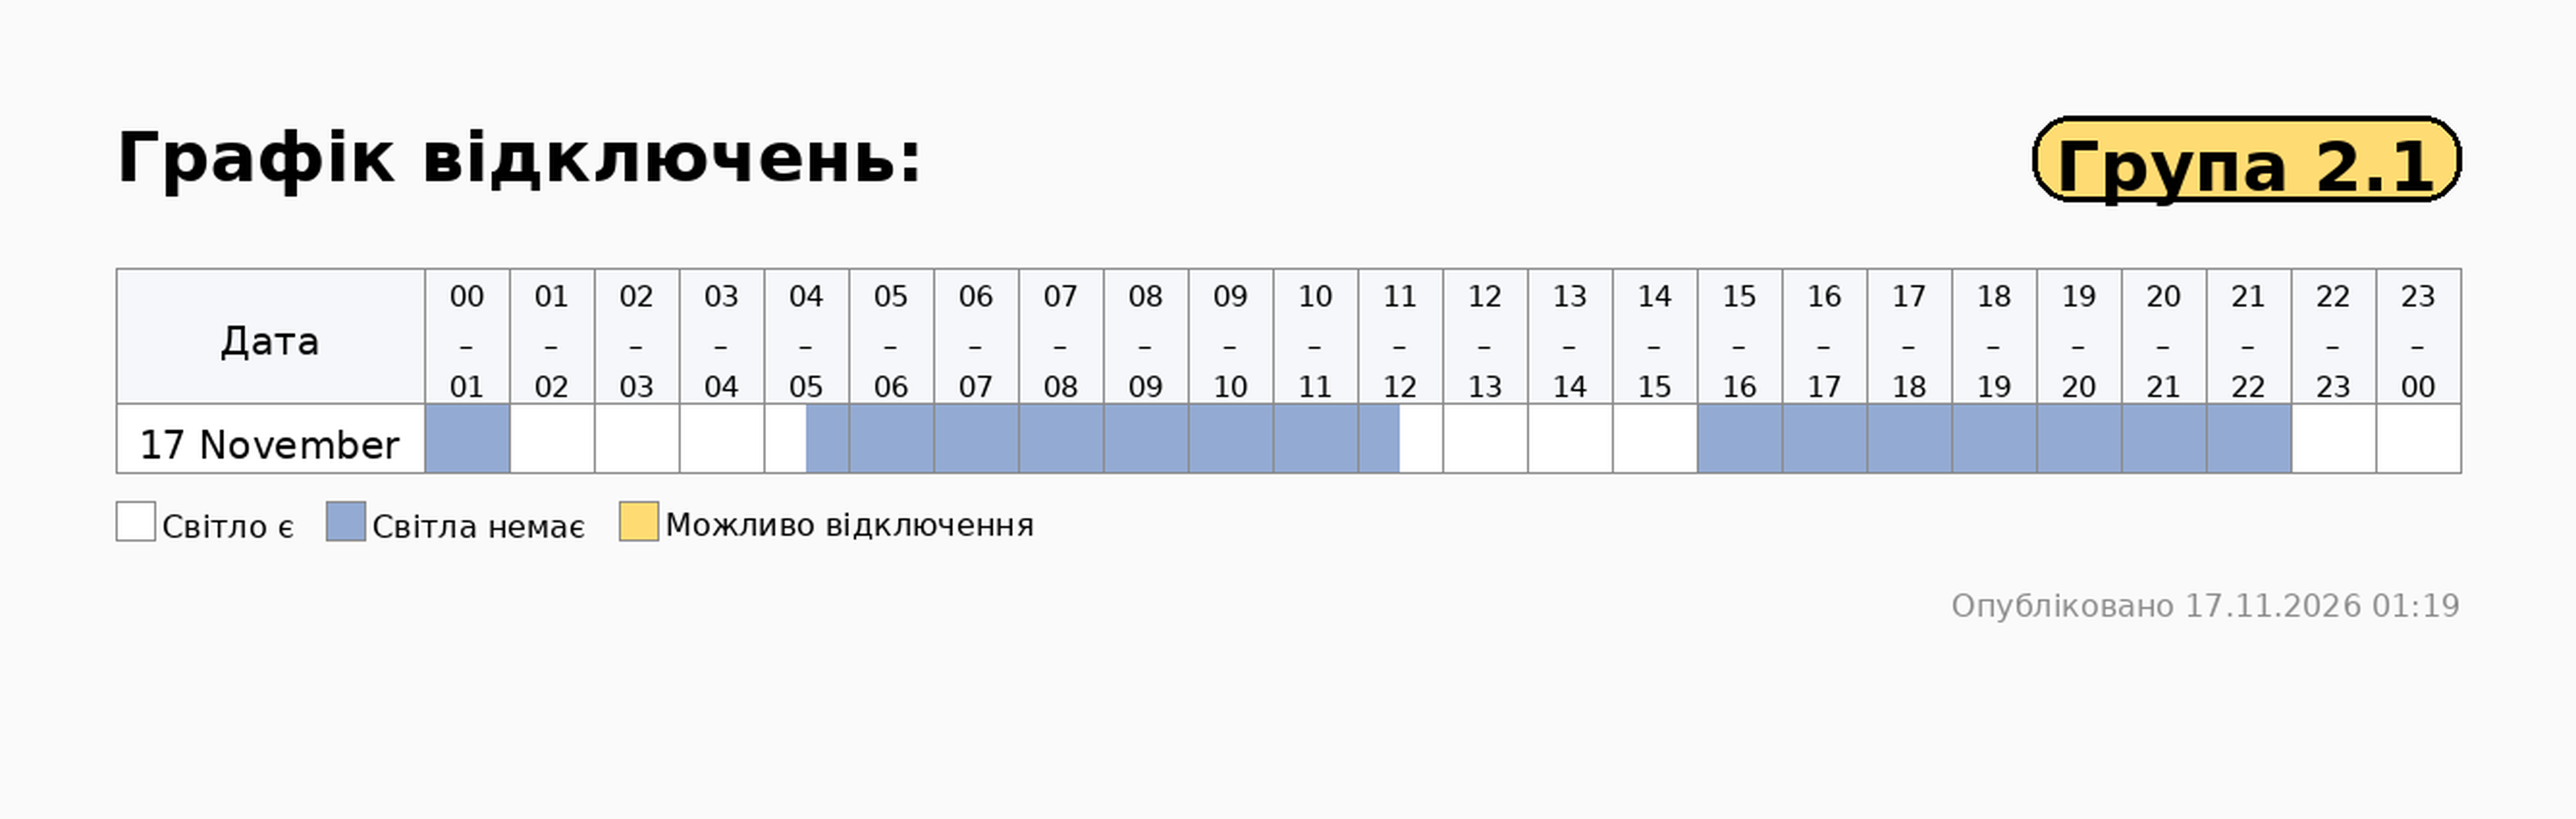 Графік відключень:
Група 2.1
Дата
00 – 01
01 – 02
02 – 03
03 – 04
04 – 05
05 – 06
06 – 07
07 – 08
08 – 09
09 – 10
10 – 11
11 – 12
12 – 13
13 – 14
14 – 15
15 – 16
16 – 17
17 – 18
18 – 19
19 – 20
20 – 21
21 – 22
22 – 23
23 – 00
17 November
Світло є
Світла немає
Можливо відключення
Опубліковано 17.11.2026 01:19